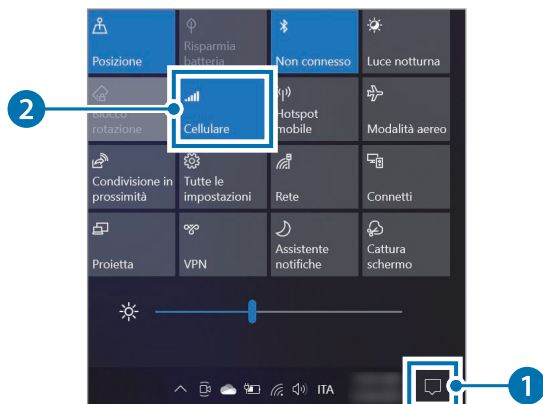 Posizione
Risparmia
batteria
Non connesso
Luce notturna
2
Blocco
rotazione
Cellulare
Hotspot
mobile
Modalità aereo
Condivisione in
prossimità
Tutte le
impostazioni
Rete
Connetti
Proietta
VPN
Assistente
notifiche
Cattura
schermo
ITA
1